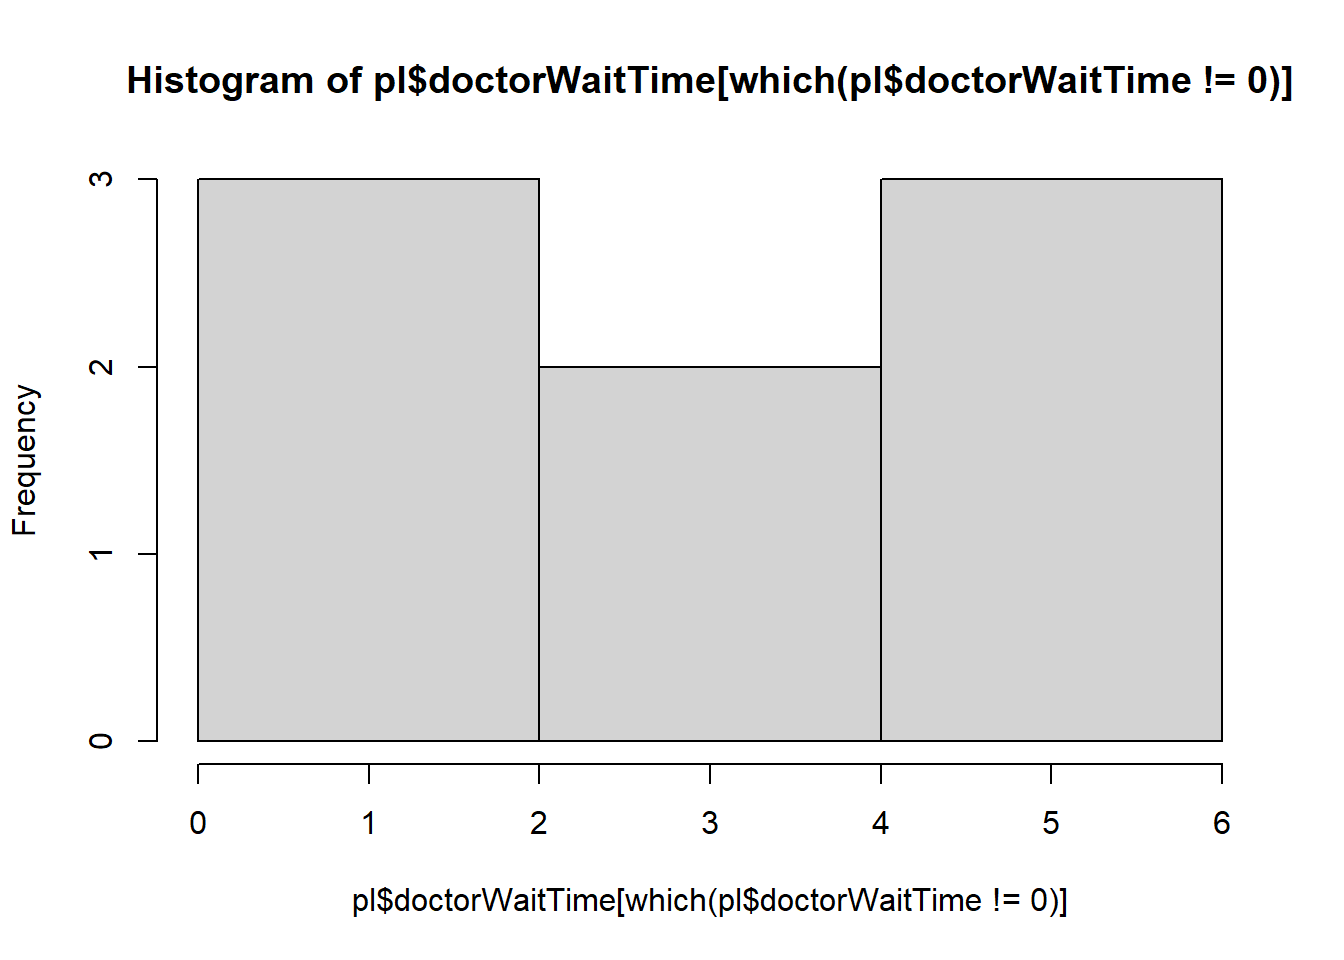 Histogram of pl$doctorWaitTime[which(pl$doctorWaitTime != 0)]
3
2
1
0
Frequency
0 1 2 3 4 5 6
pl$doctorWaitTime[which(pl$doctorWaitTime != 0)]